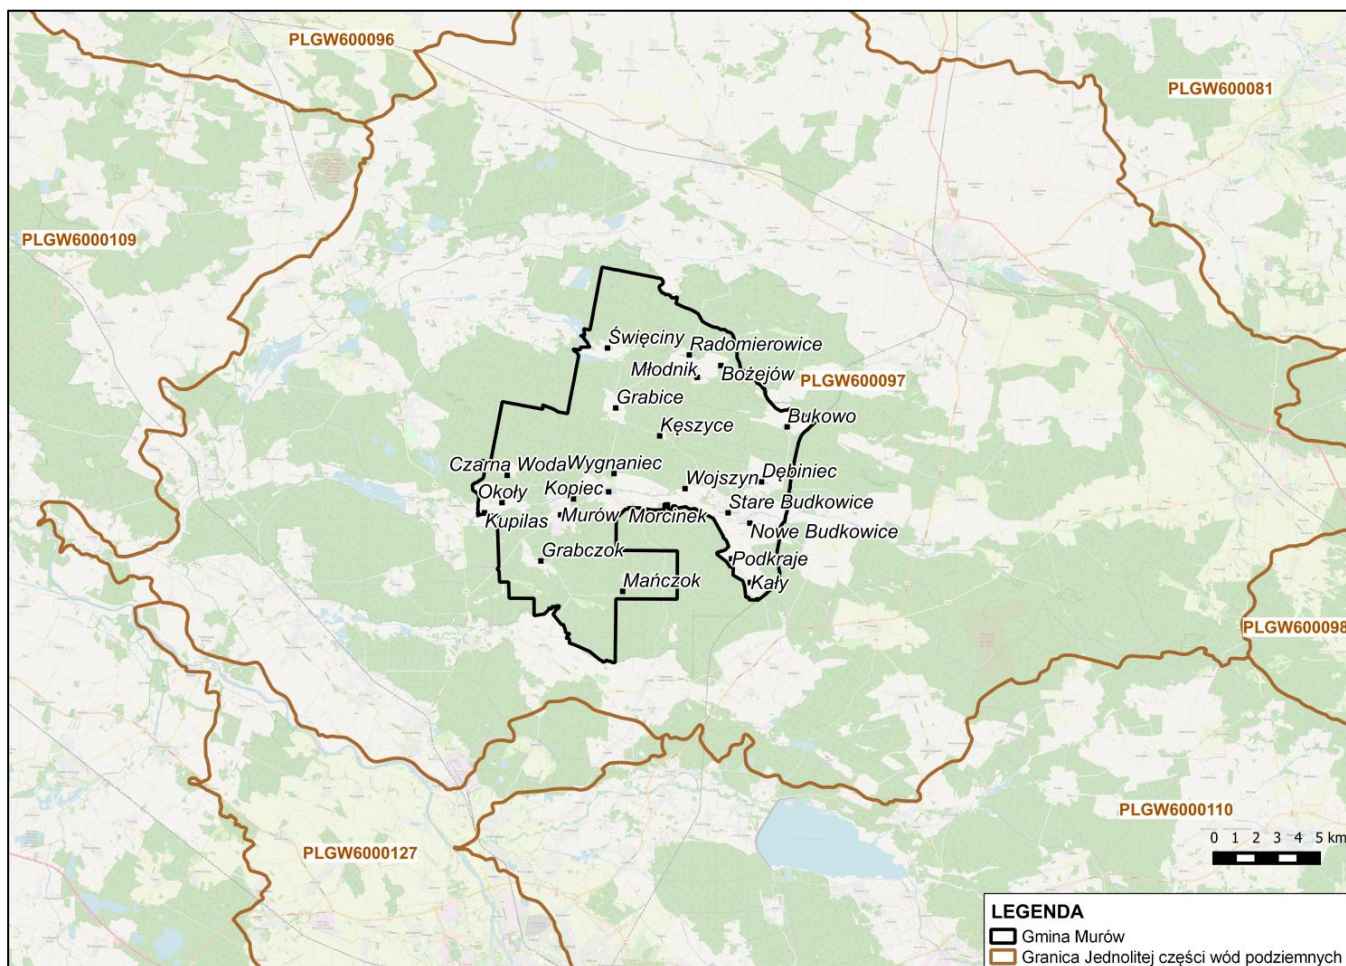 PLGW600096
PLGW600081
PLGW6000109
Święciny
Radomierowice
Młodnik
Bożejów
PLGW600097
Grabice
Bukowo
Kęszyce
Czarna Woda
Wygnaniec
Wojszyn
Dębiniec
Okoły
Kopiec
Stare Budkowice
Kupilas
Murów
Morcinek
Nowe Budkowice
Grabczok
Podkraje
Mańczok
Kały
PLGW600098
PLGW6000110
PLGW6000127
0 1 2 3 4 5 km
LEGENDA
Gmina Murów
Granica Jednolitej części wód podziemnych